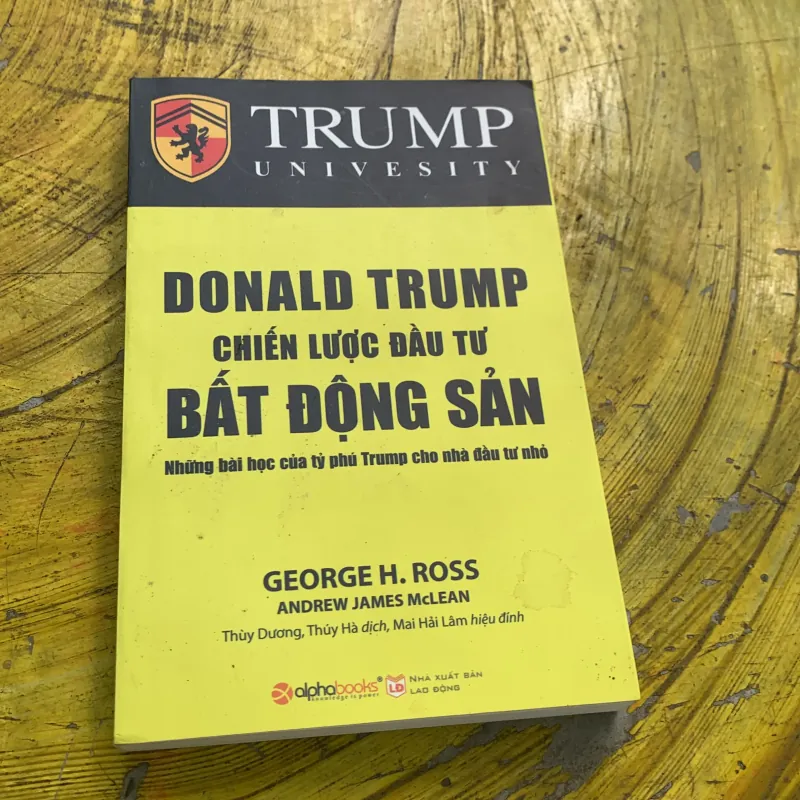 TRUMP
UNIVESITY
DONALD TRUMP
CHIẾN LƯỢC ĐẦU TƯ
BẤT ĐỘNG SẢN
Những bài học của tỷ phú Trump cho nhà đầu tư nhỏ
GEORGE H. ROSS
ANDREW JAMES McLEAN
Thùy Dương, Thúy Hà dịch, Mai Hải Lâm hiệu đính
alphabooks®
knowledge is power
LĐ
NHÀ XUẤT BẢN
LAO ĐỘNG